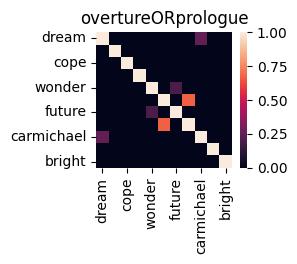 overtureORprologue
dream
cope
wonder
future
carmichael
bright
1.00
0.75
0.50
0.25
0.00
dream
cope
wonder
future
carmichael
bright